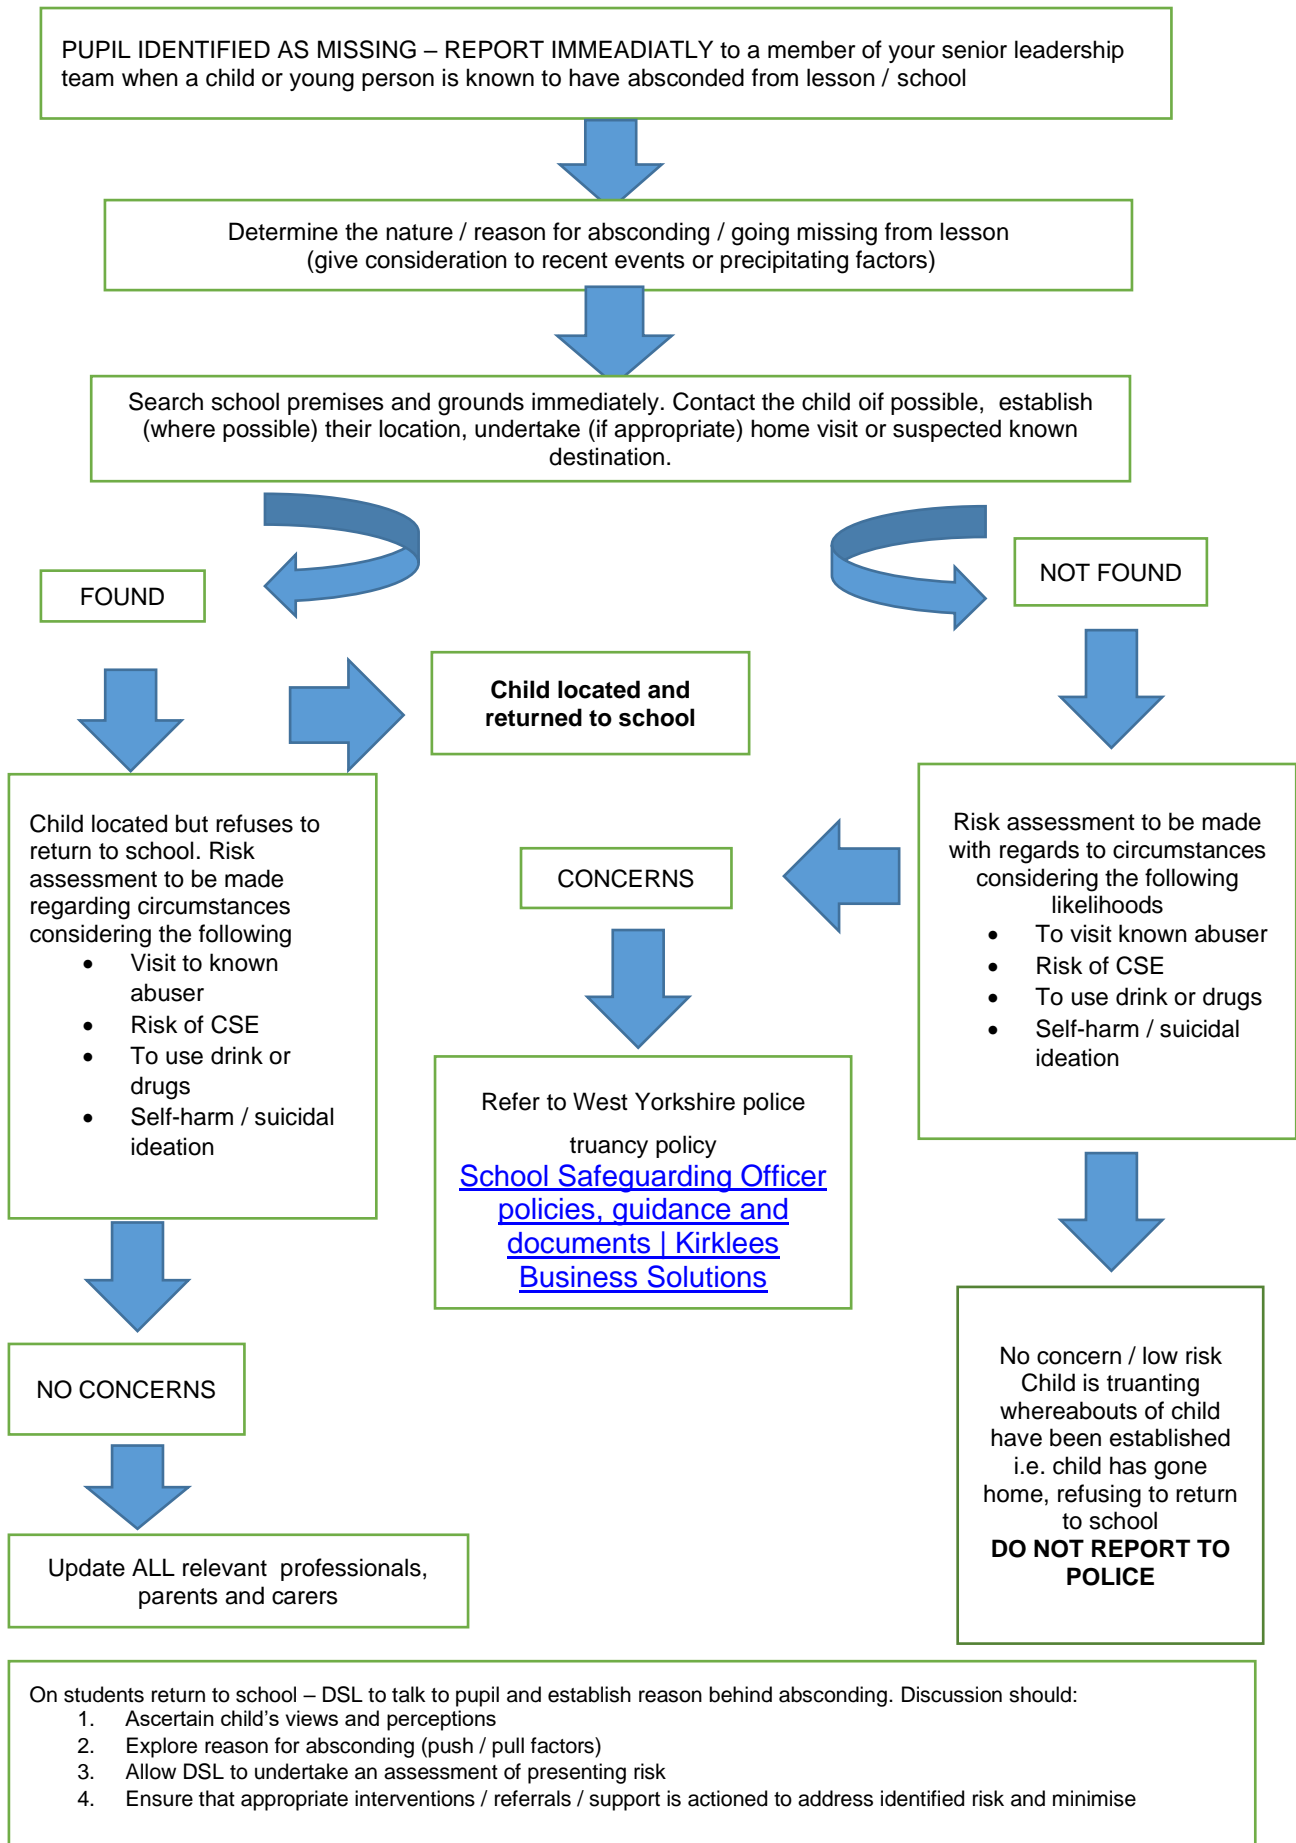 PUPIL IDENTIFIED AS MISSING – REPORT IMMEADIATLY to a member of your senior leadership
team when a child or young person is known to have absconded from lesson / school
Determine the nature / reason for absconding / going missing from lesson
(give consideration to recent events or precipitating factors)
Search school premises and grounds immediately. Contact the child oif possible,  establish
(where possible) their location, undertake (if appropriate) home visit or suspected known
destination.
FOUND
NOT FOUND
Child located and
returned to school
Child located but refuses to
return to school. Risk
assessment to be made
regarding circumstances
considering the following
• Visit to known
abuser
• Risk of CSE
• To use drink or
drugs
• Self-harm / suicidal
ideation
CONCERNS
Risk assessment to be made
with regards to circumstances
considering the following
likelihoods
• To visit known abuser
• Risk of CSE
• To use drink or drugs
• Self-harm / suicidal
ideation
Refer to West Yorkshire police
truancy policy
School Safeguarding Officer
policies, guidance and
documents | Kirklees
Business Solutions
NO CONCERNS
No concern / low risk
Child is truanting
whereabouts of child
have been established
i.e. child has gone
home, refusing to return
to school
DO NOT REPORT TO
POLICE
Update ALL relevant  professionals,
parents and carers
On students return to school – DSL to talk to pupil and establish reason behind absconding. Discussion should:
1. Ascertain child’s views and perceptions
2. Explore reason for absconding (push / pull factors)
3. Allow DSL to undertake an assessment of presenting risk
4. Ensure that appropriate interventions / referrals / support is actioned to address identified risk and minimise